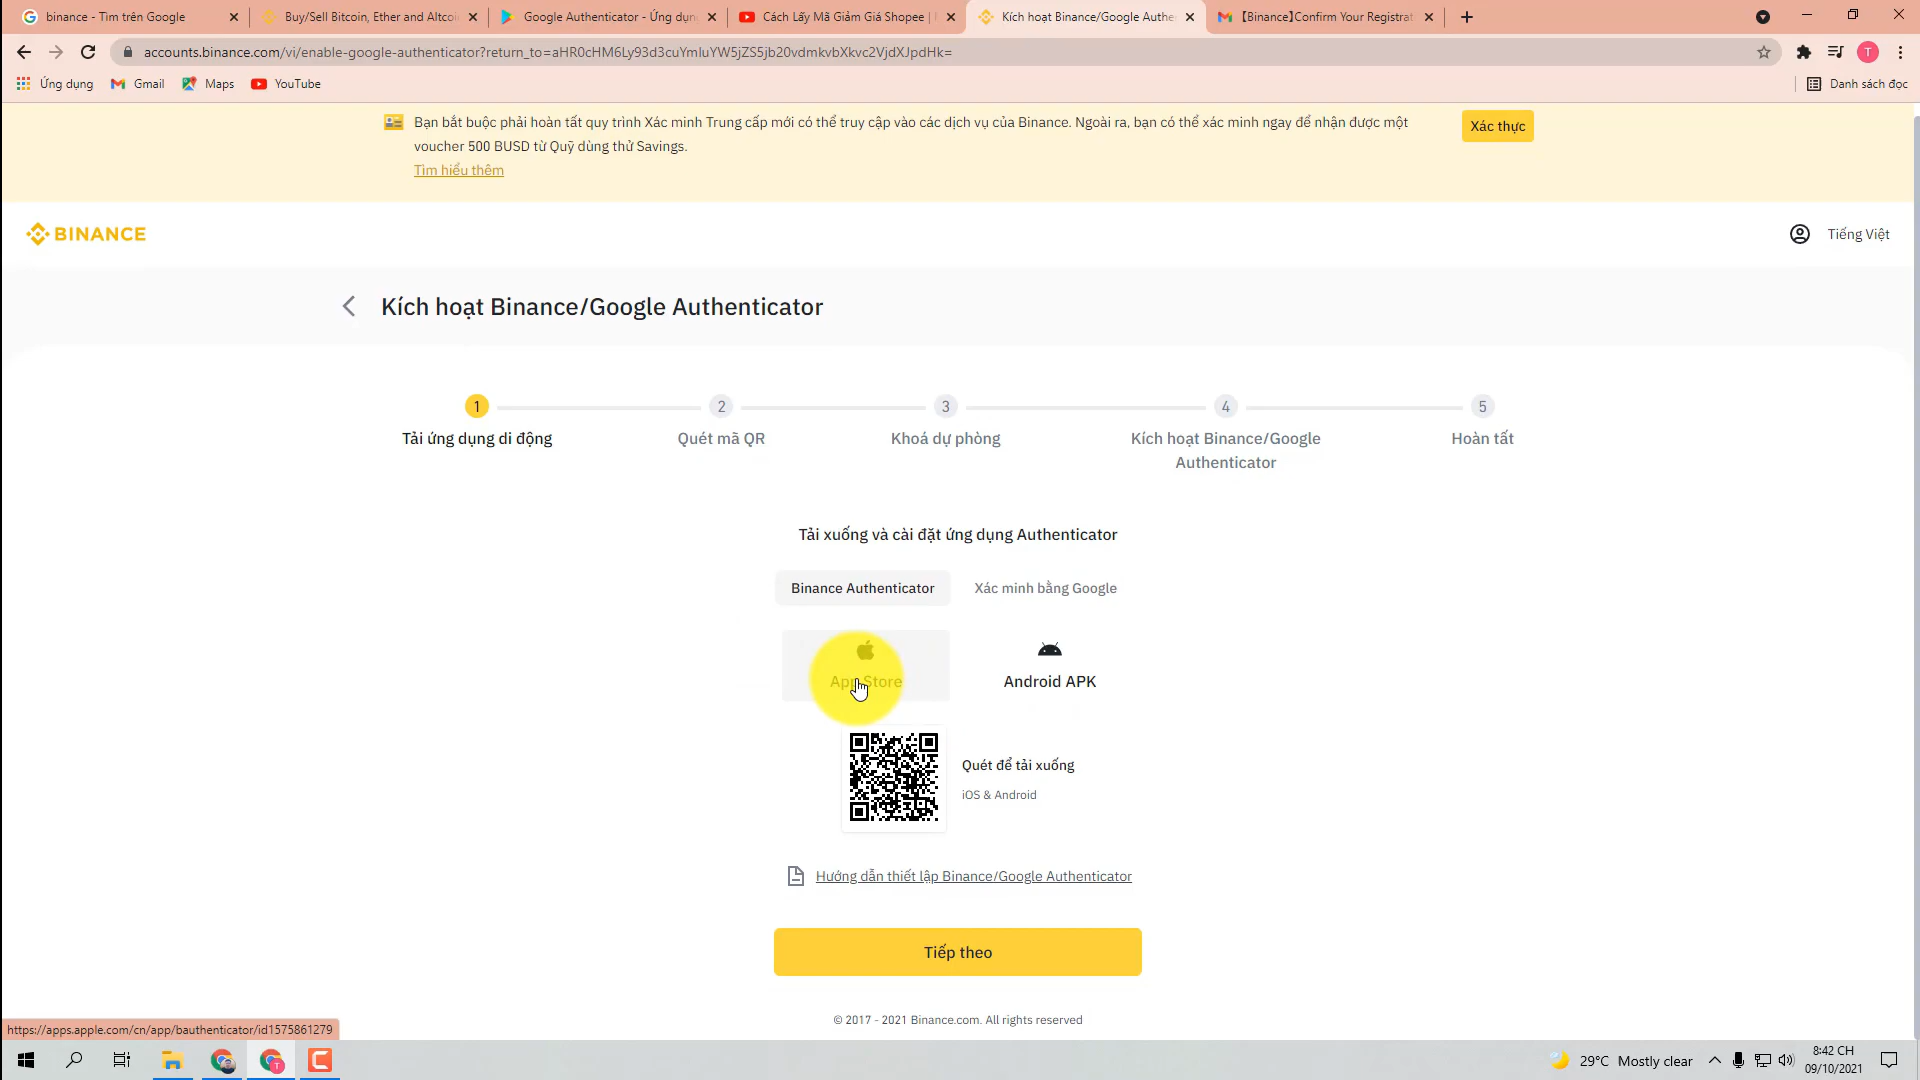 binance - Tìm trên Google
Buy/Sell Bitcoin, Ether and Altcoi
Google Authenticator - Ứng dụn
Cách Lấy Mã Giảm Giá Shopee |
Kích hoạt Binance/Google Authe
【Binance】Confirm Your Registrat
accounts.binance.com/vi/enable-google-authenticator?return_to=aHR0cHM6Ly93d3cuYmluYW5jZS5jb20vdmkvbXkvc2VjdXJpdHk=
T
Ứng dụng
Gmail
Maps
YouTube
Danh sách đọc
Bạn bắt buộc phải hoàn tất quy trình Xác minh Trung cấp mới có thể truy cập vào các dịch vụ của Binance. Ngoài ra, bạn có thể xác minh ngay để nhận được một
voucher 500 BUSD từ Quỹ dùng thử Savings.
Tìm hiểu thêm
Xác thực
BINANCE
Tiếng Việt
Kích hoạt Binance/Google Authenticator
1
2
3
4
5
Tải ứng dụng di động
Quét mã QR
Khoá dự phòng
Kích hoạt Binance/Google
Authenticator
Hoàn tất
Tải xuống và cài đặt ứng dụng Authenticator
Binance Authenticator
Xác minh bằng Google
App Store
Android APK
Quét để tải xuống
iOS & Android
Hướng dẫn thiết lập Binance/Google Authenticator
Tiếp theo
© 2017 - 2021 Binance.com. All rights reserved
https://apps.apple.com/cn/app/bauthenticator/id1575861279
29°C Mostly clear
8:42 CH
09/10/2021